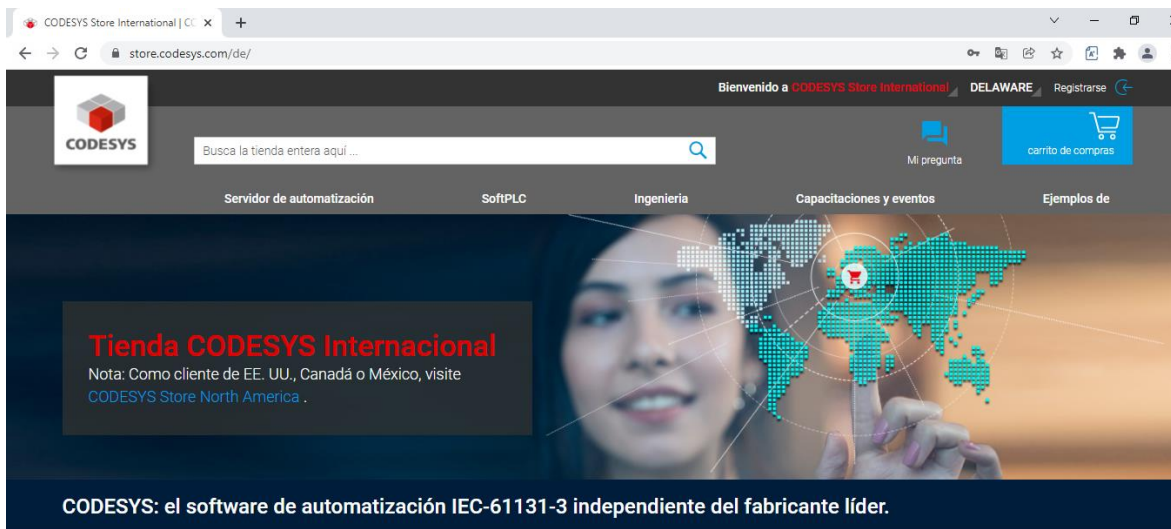 CODESYS Store International | CO
store.codesys.com/de/
Bienvenido a CODESYS Store International DELAWARE Registrarse
CODESYS
Busca la tienda entera aquí ...
Mi pregunta
carrito de compras
Servidor de automatización SoftPLC Ingenieria Capacitaciones y eventos Ejemplos de
Tienda CODESYS Internacional
Nota: Como cliente de EE. UU., Canadá o México, visite
CODESYS Store North America .
CODESYS: el software de automatización IEC-61131-3 independiente del fabricante líder.